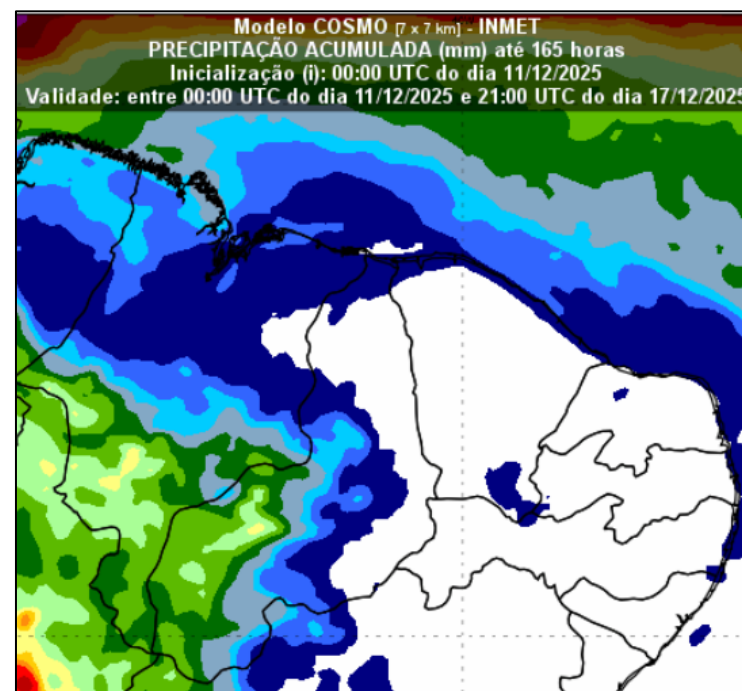 Modelo COSMO [7 x 7 km] - INMET
PRECIPITAÇÃO ACUMULADA (mm) até 165 horas
Inicialização (i): 00:00 UTC do dia 11/12/2025
Validade: entre 00:00 UTC do dia 11/12/2025 e 21:00 UTC do dia 17/12/2025